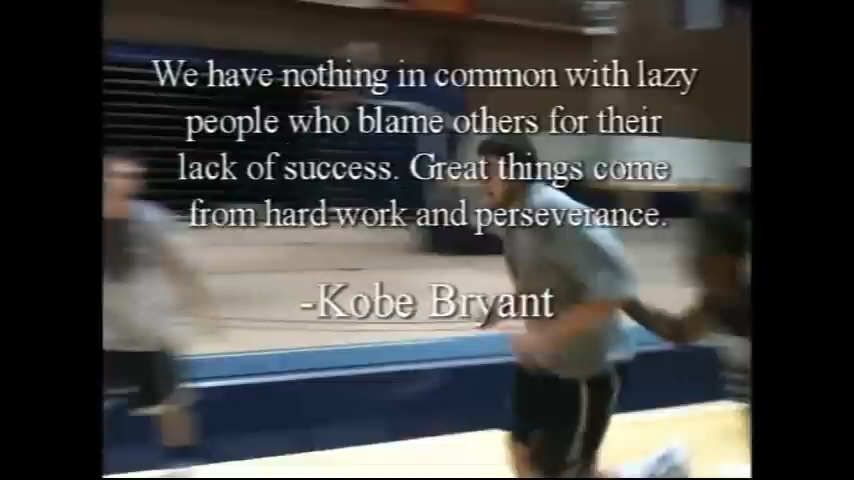 We have nothing in common with lazy
people who blame others for their
lack of success. Great things come
from hard work and perseverance.
-Kobe Bryant